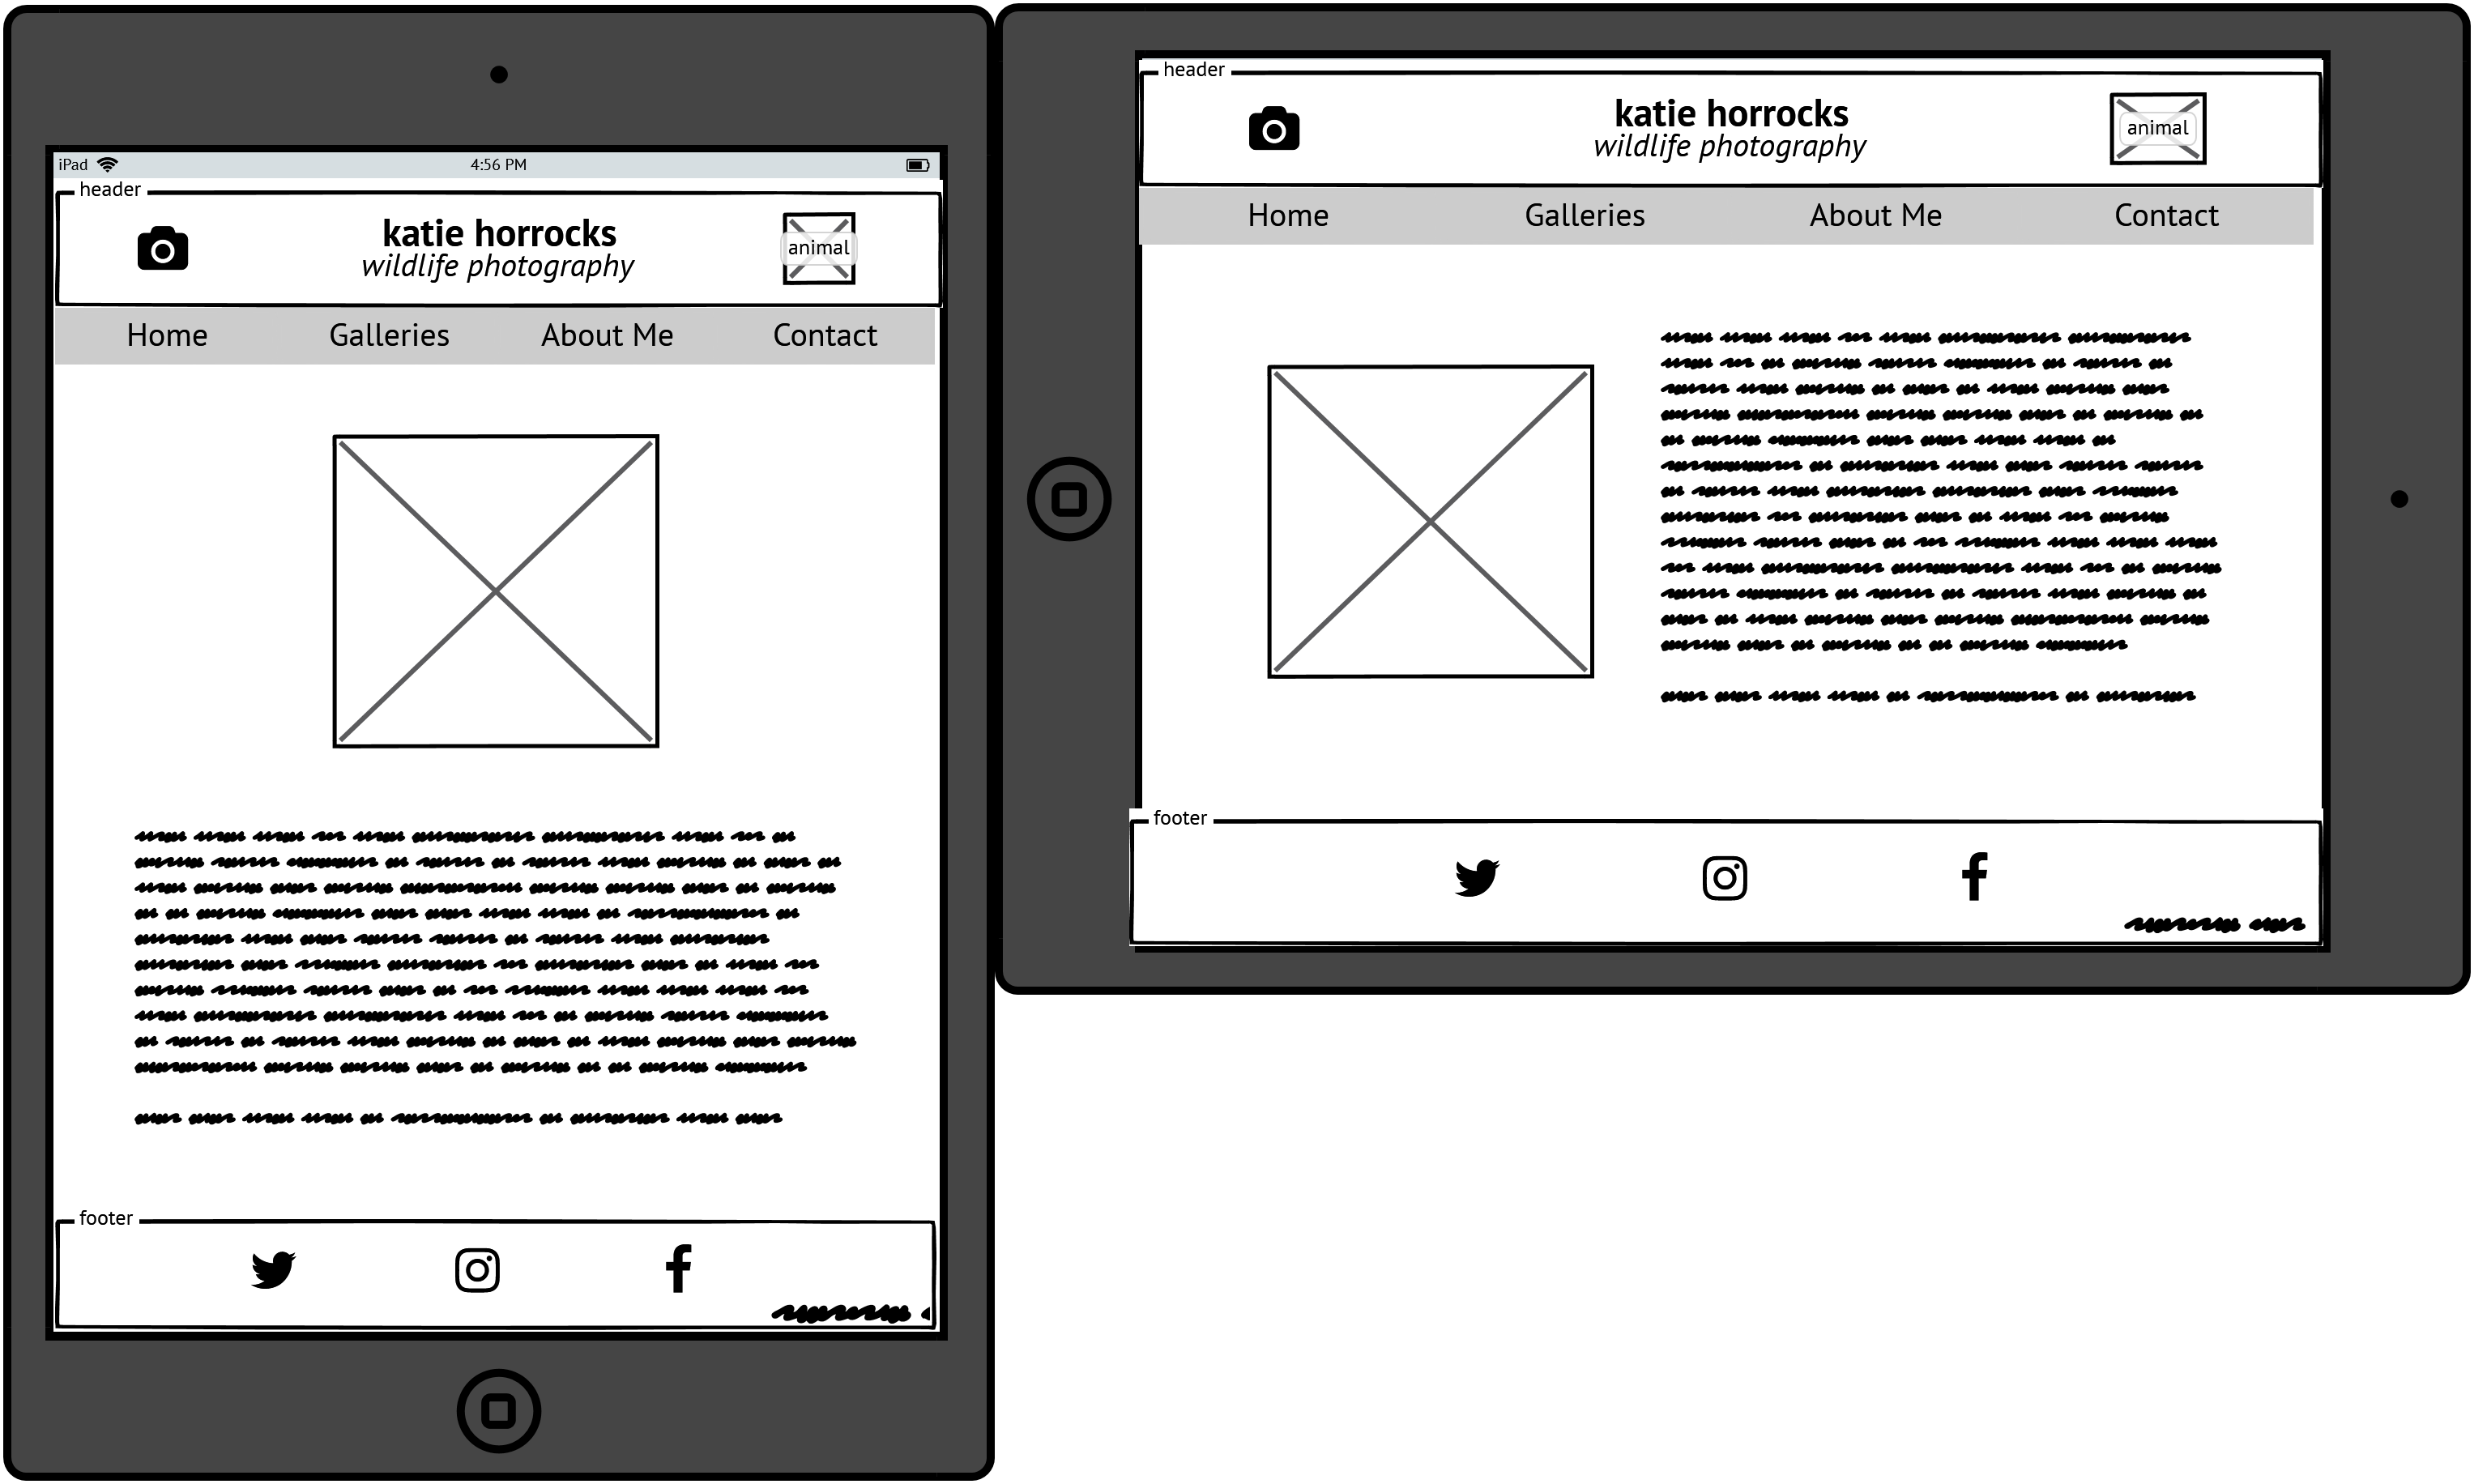 iPad 4:56 PM
header
katie horrocks
wildlife photography
animal
Home Galleries About Me Contact
footer
header
katie horrocks
wildlife photography
animal
Home Galleries About Me Contact
footer